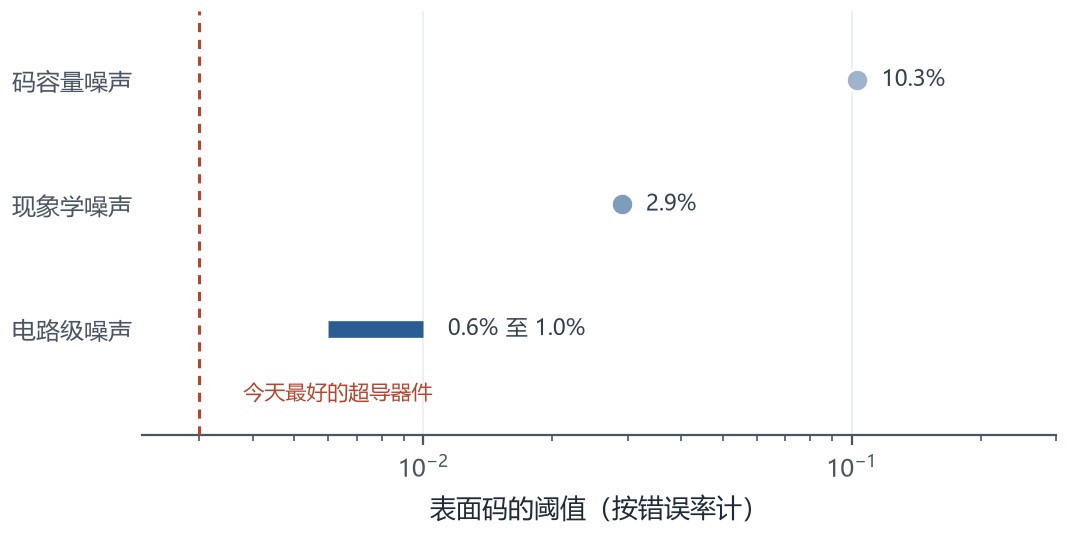 码容量噪声
10.3%
现象学噪声
2.9%
电路级噪声
0.6% 至 1.0%
今天最好的超导器件
10⁻²
10⁻¹
表面码的阈值（按错误率计）